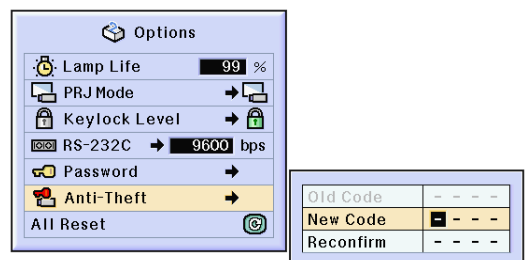 Options
Lamp Life 99 %
PRJ Mode
Keylock Level
RS-232C 9600 bps
Password
Anti-Theft
All Reset
Old Code - - - -
New Code - - - -
Reconfirm - - - -